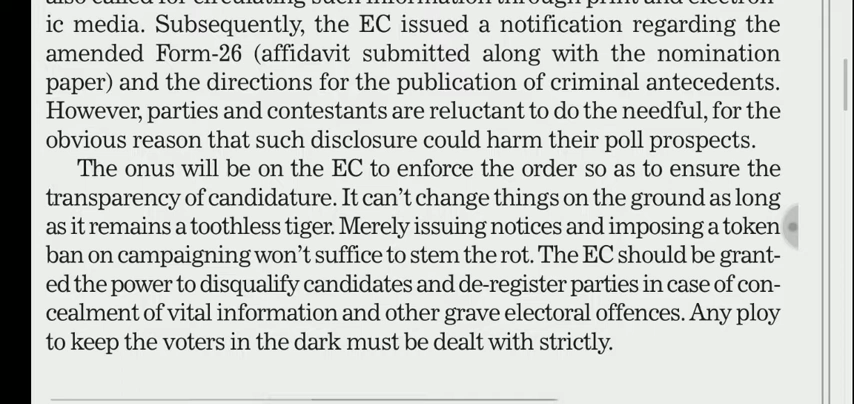 ic media. Subsequently, the EC issued a notification regarding the
amended Form-26 (affidavit submitted along with the nomination
paper) and the directions for the publication of criminal antecedents.
However, parties and contestants are reluctant to do the needful, for the
obvious reason that such disclosure could harm their poll prospects.
The onus will be on the EC to enforce the order so as to ensure the
transparency of candidature. It can't change things on the ground as long
as it remains a toothless tiger. Merely issuing notices and imposing a token
ban on campaigning won't suffice to stem the rot. The EC should be grant-
ed the power to disqualify candidates and de-register parties in case of con-
cealment of vital information and other grave electoral offences. Any ploy
to keep the voters in the dark must be dealt with strictly.